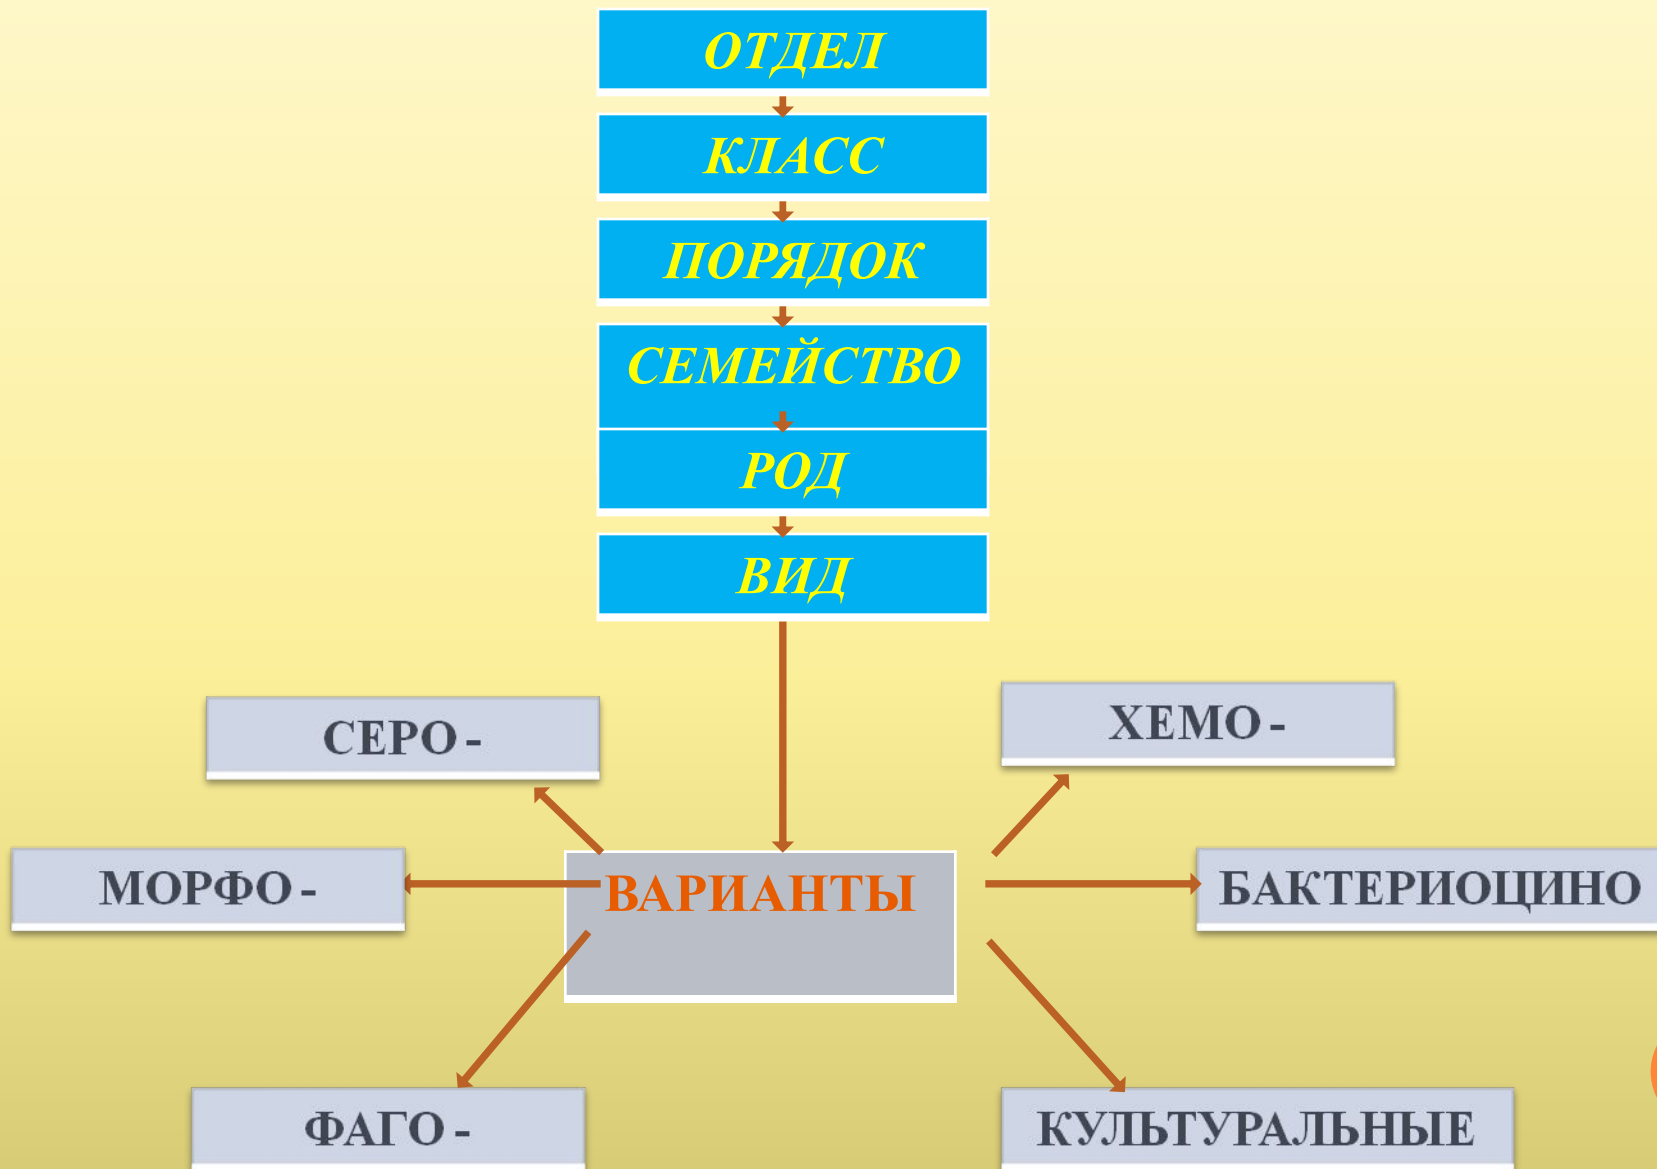 ОТДЕЛ
КЛАСС
ПОРЯДОК
СЕМЕЙСТВО
РОД
ВИД
СЕРО -
ХЕМО -
МОРФО -
ВАРИАНТЫ
БАКТЕРИОЦИНО
ФАГО -
КУЛЬТУРАЛЬНЫЕ